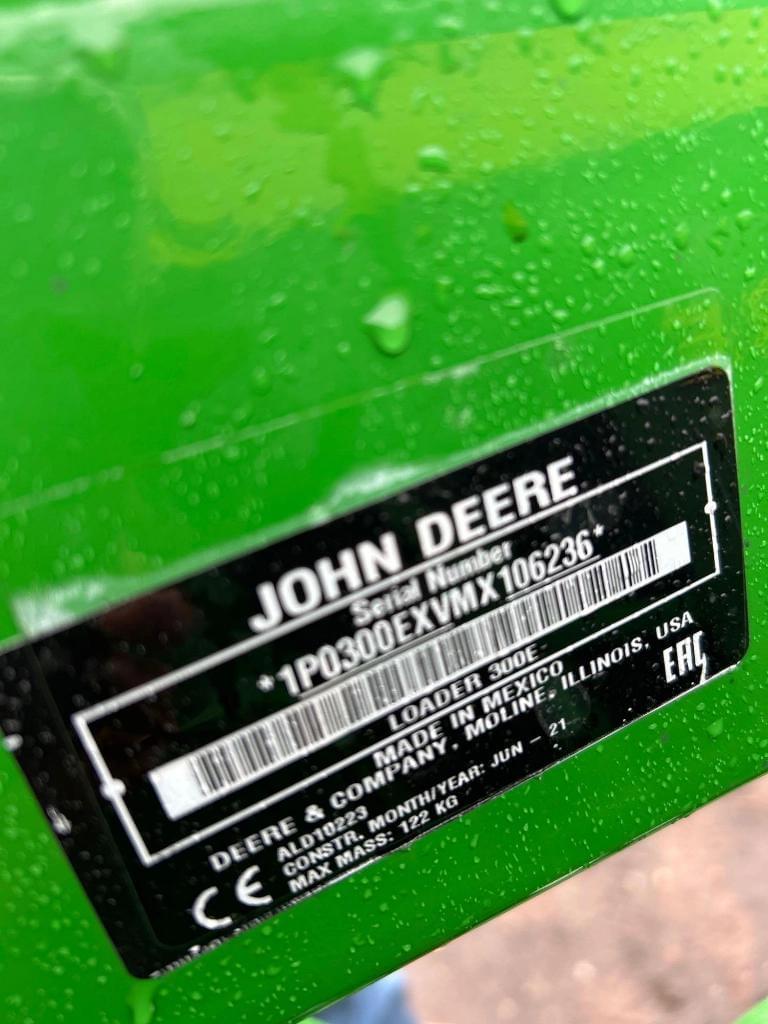 JOHN DEERE
Serial Number
*1P0300EXVMX106236*
LOADER 300E
MADE IN MEXICO
DEERE & COMPANY, MOLINE, ILLINOIS, USA
ALD10223
CONSTR. MONTH/YEAR: JUN - 21
MAX MASS: 122 KG
CE
EAC